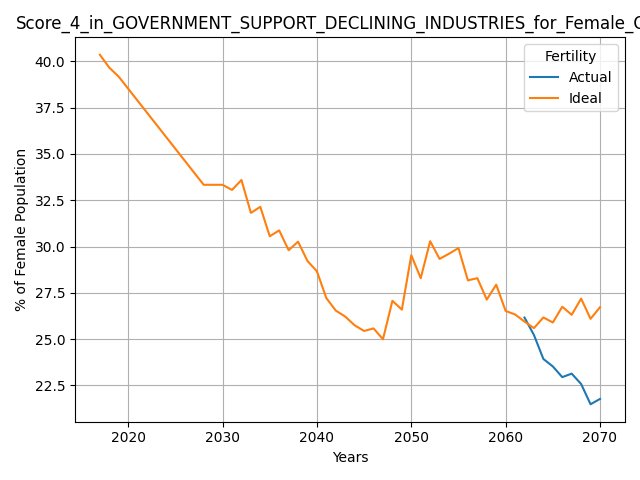 Score_4_in_GOVERNMENT_SUPPORT_DECLINING_INDUSTRIES_for_Female_
Fertility
Actual
Ideal
40.0
37.5
35.0
32.5
30.0
27.5
25.0
22.5
% of Female Population
2020 2030 2040 2050 2060 2070
Years